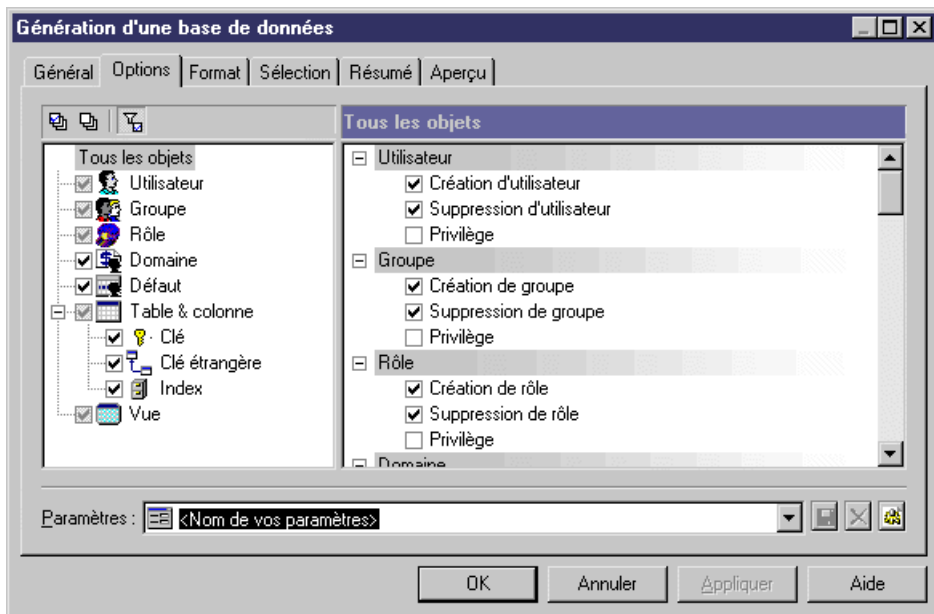 Génération d'une base de données
Général Options Format Sélection Résumé Aperçu
Tous les objets
Tous les objets
Utilisateur
Groupe
Rôle
Domaine
Défaut
Table & colonne
Clé
Clé étrangère
Index
Vue
Utilisateur
Création d'utilisateur
Suppression d'utilisateur
Privilège
Groupe
Création de groupe
Suppression de groupe
Privilège
Rôle
Création de rôle
Suppression de rôle
Privilège
Domaine
Paramètres : <Nom de vos paramètres>
OK Annuler Appliquer Aide